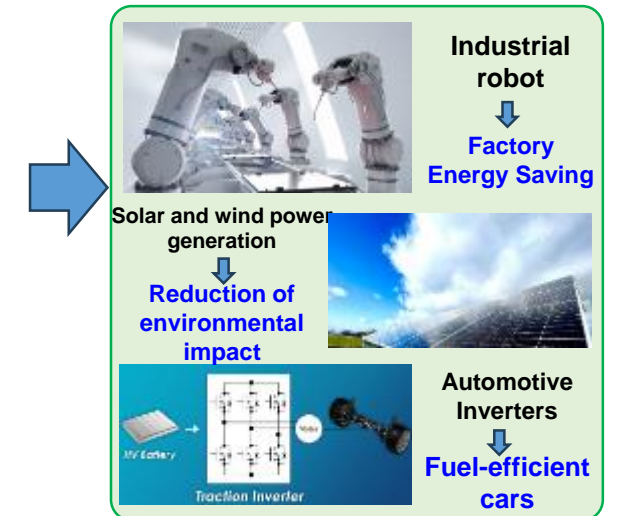 Industrial
robot
Factory
Energy Saving
Solar and wind power
generation
Reduction of
environmental
impact
HV Battery
Motor
Traction Inverter
Automotive
Inverters
Fuel-efficient
cars